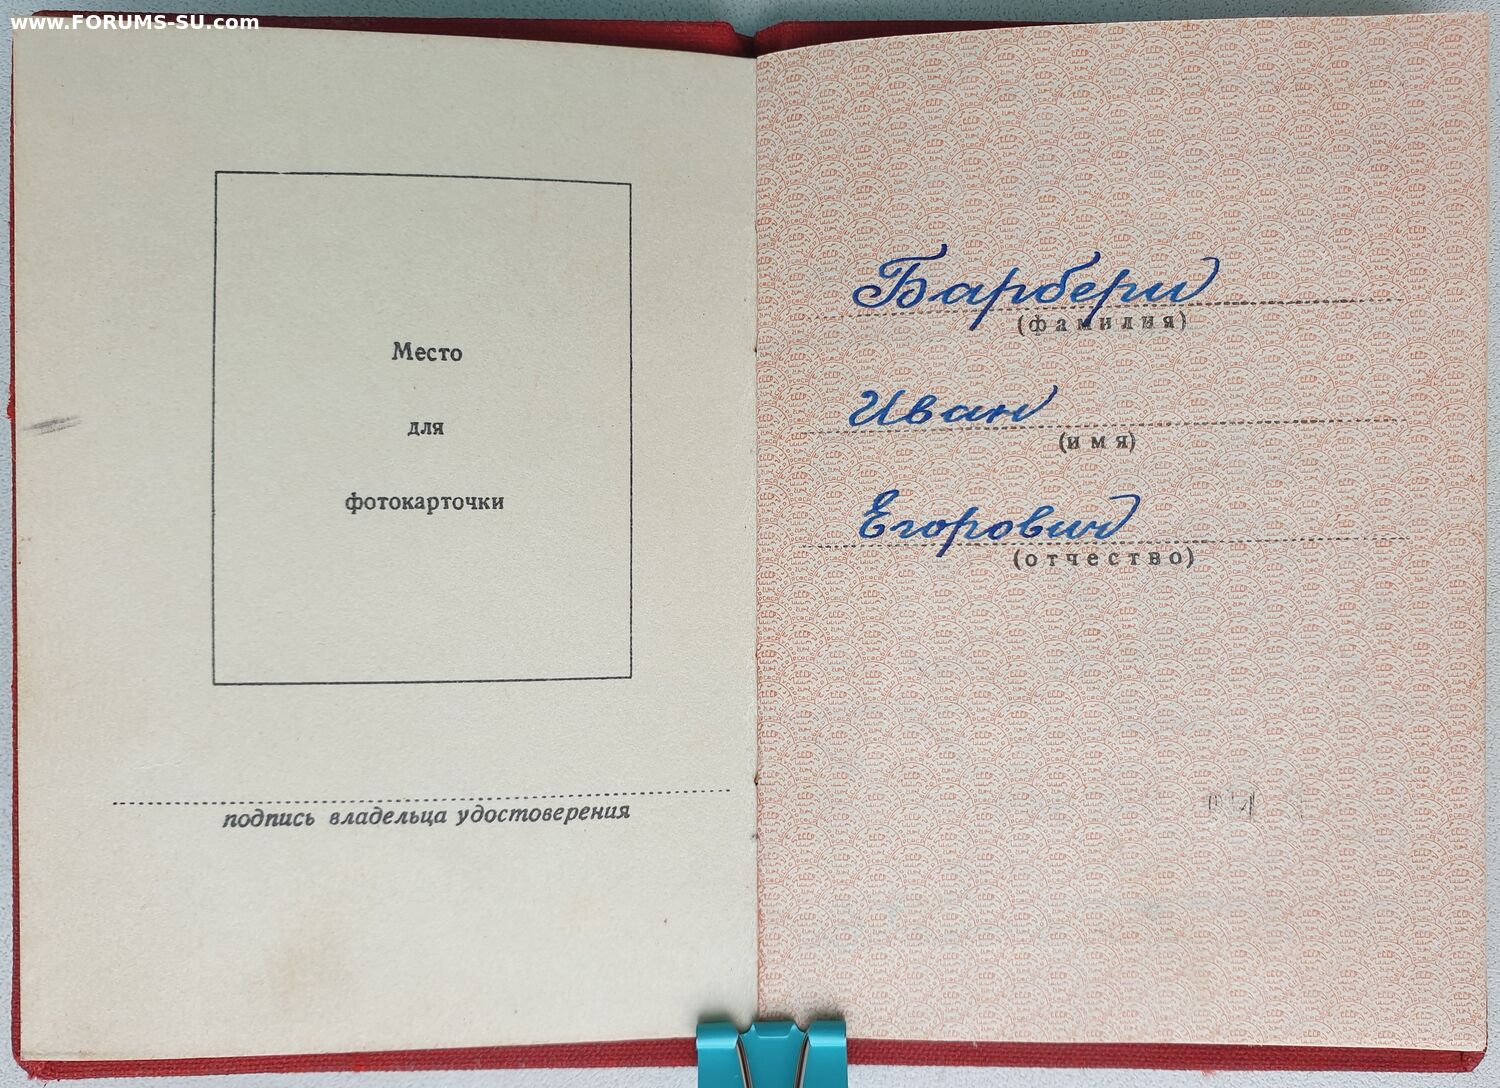 www.FORUMS-SU.com
Место
для
фотокарточки
подпись владельца удостоверения
Барбери
(фамилия)
Иван
(имя)
Егорович
(отчество)